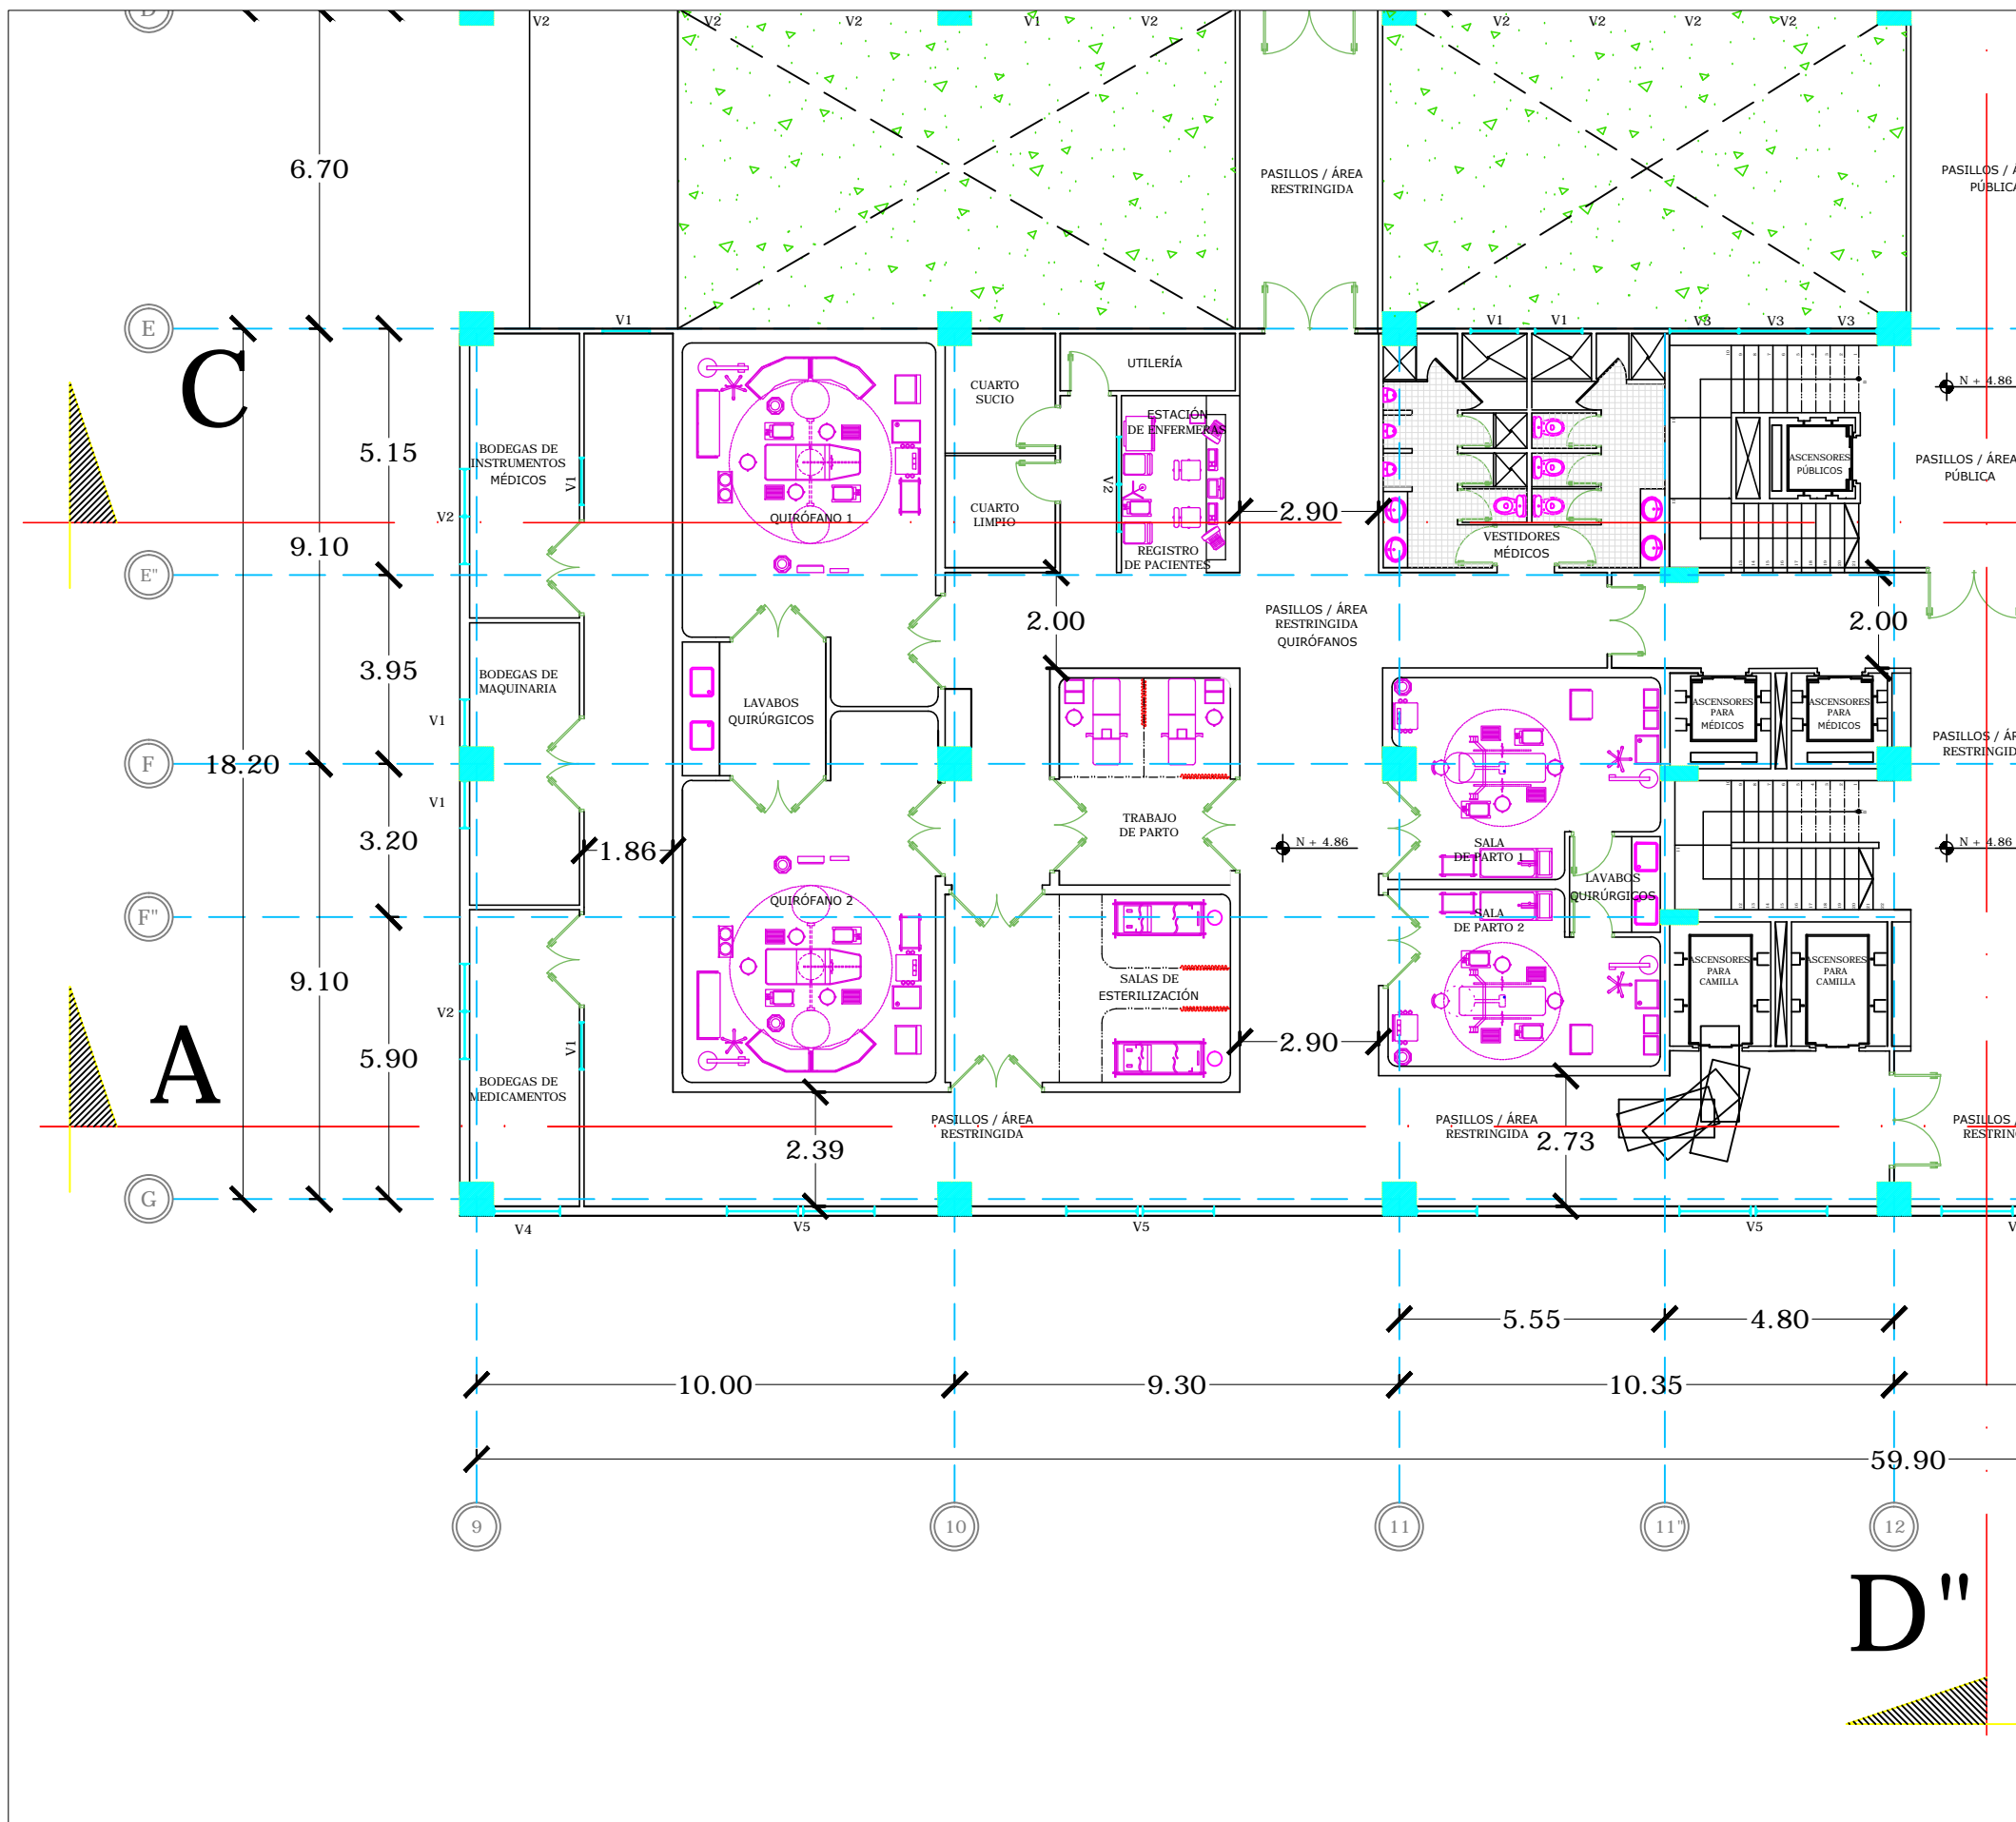 V2
V2
V2
V1
V2
V2
V2
V2
V2
6.70
PASILLOS / ÁREA
RESTRINGIDA
PASILLOS /
E
V1
V1
V1
V3
V3
V3
C
UTILERÍA
CUARTO
SUCIO
N + 4.86
ESTACIÓN
DE ENFERMERAS
5.15
BODEGAS DE
INSTRUMENTOS
MÉDICOS
V1
V2
ASCENSORES
PÚBLICOS
PASILLOS / ÁREA
PÚBLICA
V2
QUIRÓFANO 1
CUARTO
LIMPIO
2.90
9.10
REGISTRO
DE PACIENTES
VESTIDORES
MÉDICOS
E"
2.00
PASILLOS / ÁREA
RESTRINGIDA
QUIRÓFANOS
2.00
3.95
BODEGAS DE
MAQUINARIA
LAVABOS
QUIRÚRGICOS
ASCENSORES
PARA
MÉDICOS
ASCENSORES
PARA
MÉDICOS
V1
PASILLOS /
F
18.20
V1
TRABAJO
DE PARTO
3.20
1.86
N + 4.86
SALA
DE PARTO 1
N + 4.86
LAVABOS
QUIRÚRGICOS
QUIRÓFANO 2
F"
SALA
DE PARTO 2
9.10
SALAS DE
ESTERILIZACIÓN
ASCENSORES
PARA
CAMILLA
ASCENSORES
PARA
CAMILLA
V2
V1
2.90
A
5.90
BODEGAS DE
MEDICAMENTOS
PASILLOS / ÁREA
RESTRINGIDA
PASILLOS / ÁREA
RESTRINGIDA
PASILLOS /
2.39
2.73
G
V4
V5
V5
V5
5.55
4.80
10.00
9.30
10.35
59.90
9
10
11
11"
12
D"